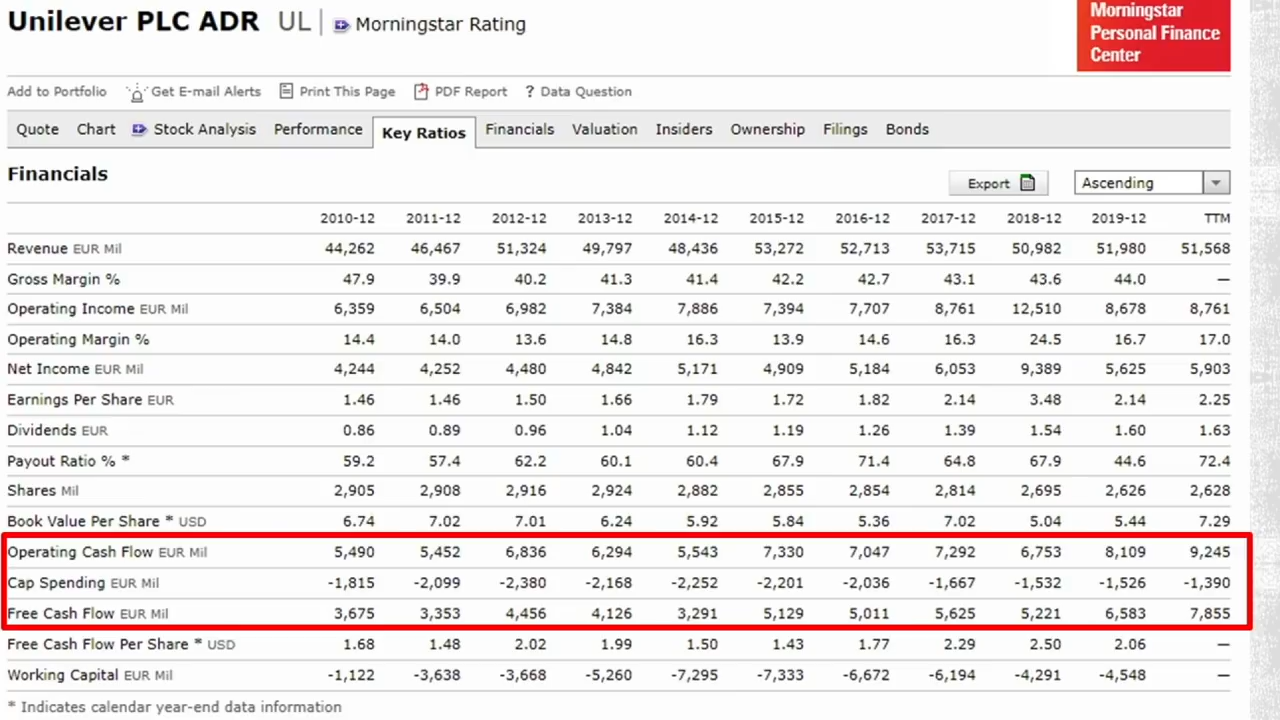 Unilever PLC ADR UL Morningstar Rating
Morningstar
Personal Finance
Center
Add to Portfolio Get E-mail Alerts Print This Page PDF Report ? Data Question
Quote Chart Stock Analysis Performance Key Ratios Financials Valuation Insiders Ownership Filings Bonds
Financials
Export Ascending
2010-12 2011-12 2012-12 2013-12 2014-12 2015-12 2016-12 2017-12 2018-12 2019-12 TTM
Revenue EUR Mil 44,262 46,467 51,324 49,797 48,436 53,272 52,713 53,715 50,982 51,980 51,568
Gross Margin % 47.9 39.9 40.2 41.3 41.4 42.2 42.7 43.1 43.6 44.0 —
Operating Income EUR Mil 6,359 6,504 6,982 7,384 7,886 7,394 7,707 8,761 12,510 8,678 8,761
Operating Margin % 14.4 14.0 13.6 14.8 16.3 13.9 14.6 16.3 24.5 16.7 17.0
Net Income EUR Mil 4,244 4,252 4,480 4,842 5,171 4,909 5,184 6,053 9,389 5,625 5,903
Earnings Per Share EUR 1.46 1.46 1.50 1.66 1.79 1.72 1.82 2.14 3.48 2.14 2.25
Dividends EUR 0.86 0.89 0.96 1.04 1.12 1.19 1.26 1.39 1.54 1.60 1.63
Payout Ratio % * 59.2 57.4 62.2 60.1 60.4 67.9 71.4 64.8 67.9 44.6 72.4
Shares Mil 2,905 2,908 2,916 2,924 2,882 2,855 2,854 2,814 2,695 2,626 2,628
Book Value Per Share * USD 6.74 7.02 7.01 6.24 5.92 5.84 5.36 7.02 5.04 5.44 7.29
Operating Cash Flow EUR Mil 5,490 5,452 6,836 6,294 5,543 7,330 7,047 7,292 6,753 8,109 9,245
Cap Spending EUR Mil -1,815 -2,099 -2,380 -2,168 -2,252 -2,201 -2,036 -1,667 -1,532 -1,526 -1,390
Free Cash Flow EUR Mil 3,675 3,353 4,456 4,126 3,291 5,129 5,011 5,625 5,221 6,583 7,855
Free Cash Flow Per Share * USD 1.68 1.48 2.02 1.99 1.50 1.43 1.77 2.29 2.50 2.06 —
Working Capital EUR Mil -1,122 -3,638 -3,668 -5,260 -7,295 -7,333 -6,672 -6,194 -4,291 -4,548 —
* Indicates calendar year-end data information